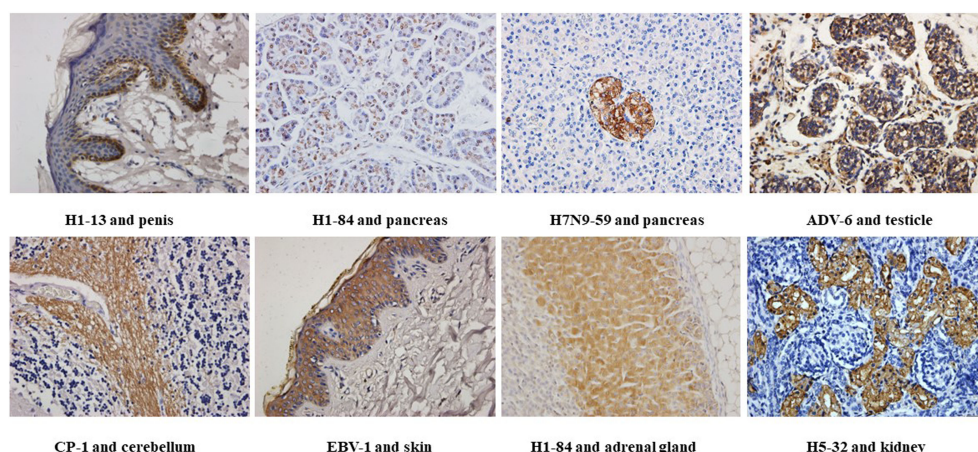 H1-13 and penis
H1-84 and pancreas
H7N9-59 and pancreas
ADV-6 and testicle
CP-1 and cerebellum
EBV-1 and skin
H1-84 and adrenal gland
H5-32 and kidney